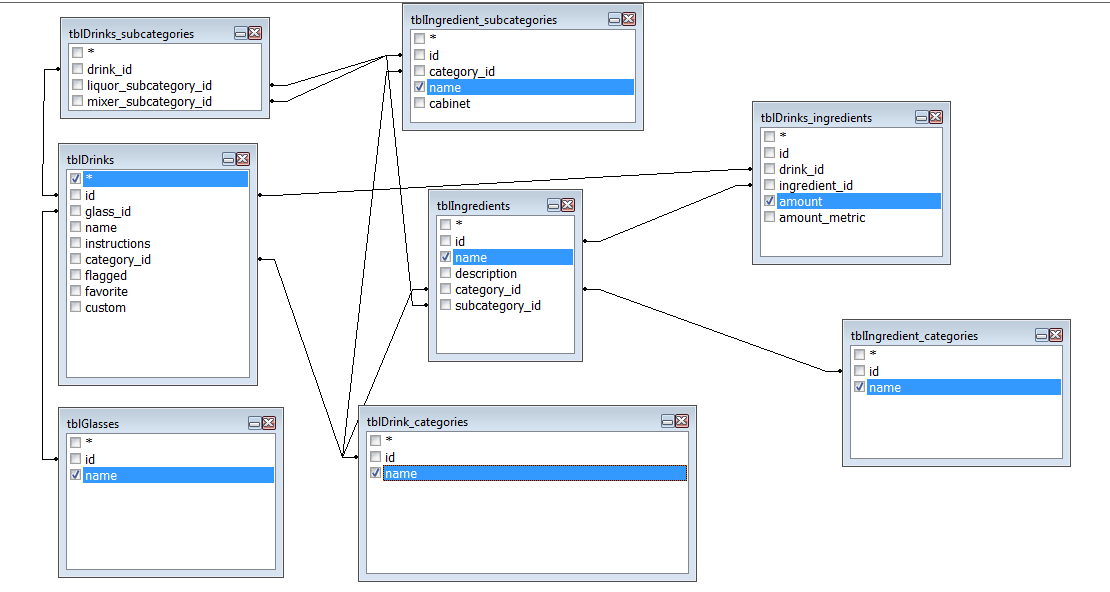 tblDrinks_subcategories
*
drink_id
liquor_subcategory_id
mixer_subcategory_id
tblIngredient_subcategories
*
id
category_id
name
cabinet
tblDrinks_ingredients
*
id
drink_id
ingredient_id
amount
amount_metric
tblDrinks
*
id
glass_id
name
instructions
category_id
flagged
favorite
custom
tblIngredients
*
id
name
description
category_id
subcategory_id
tblIngredient_categories
*
id
name
tblGlasses
*
id
name
tblDrink_categories
*
id
name